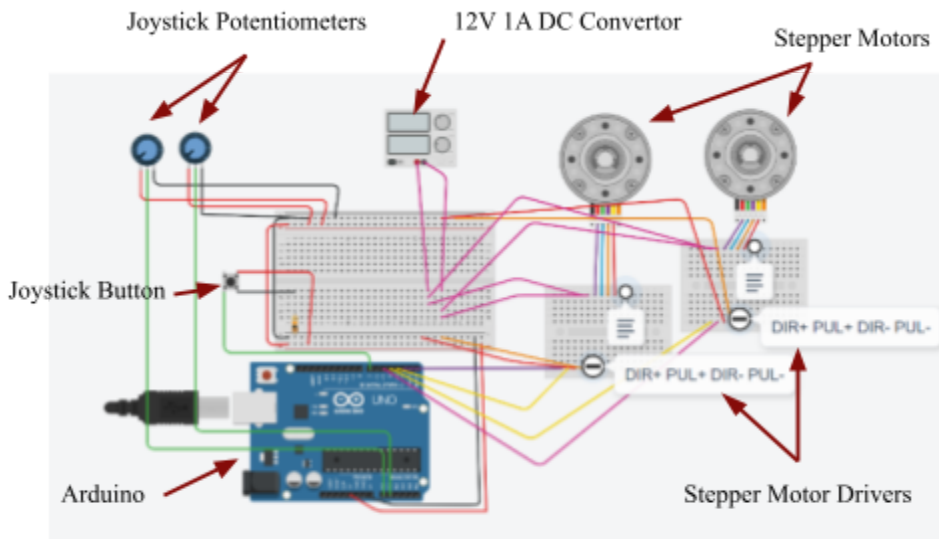 Joystick Potentiometers
12V 1A DC Convertor
Stepper Motors
Joystick Button
DIR+ PUL+ DIR- PUL-
DIR+ PUL+ DIR- PUL-
UNO
Arduino
Stepper Motor Drivers